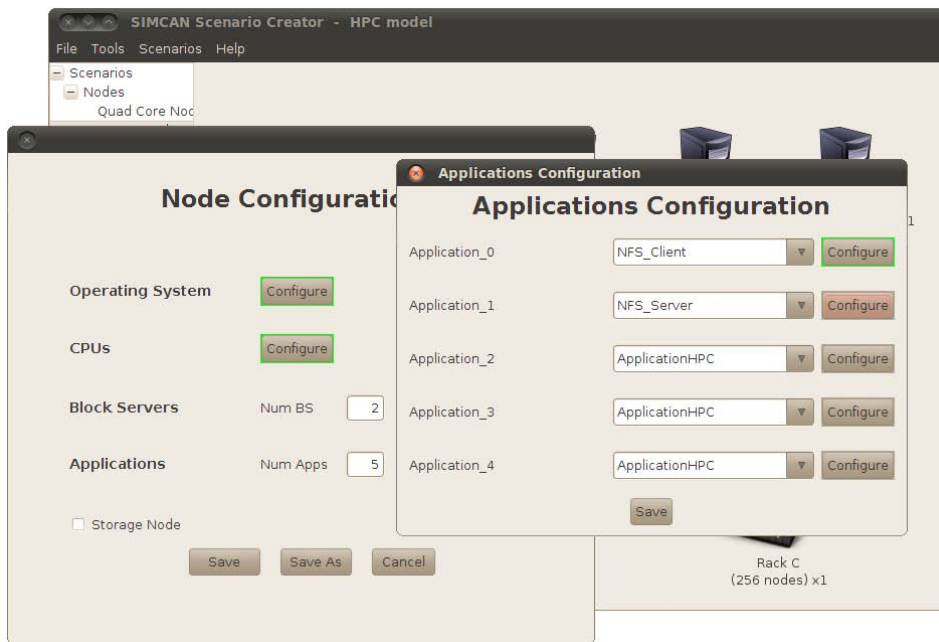 SIMCAN Scenario Creator - HPC model
File Tools Scenarios Help
Scenarios
Nodes
Quad Core Nod
Node Configuratio
Operating System Configure
CPUs Configure
Block Servers Num BS 2
Applications Num Apps 5
Storage Node
Save Save As Cancel
Applications Configuration
Applications Configuration
Application_0 NFS_Client Configure
Application_1 NFS_Server Configure
Application_2 ApplicationHPC Configure
Application_3 ApplicationHPC Configure
Application_4 ApplicationHPC Configure
Save
1
Rack C
(256 nodes) x1